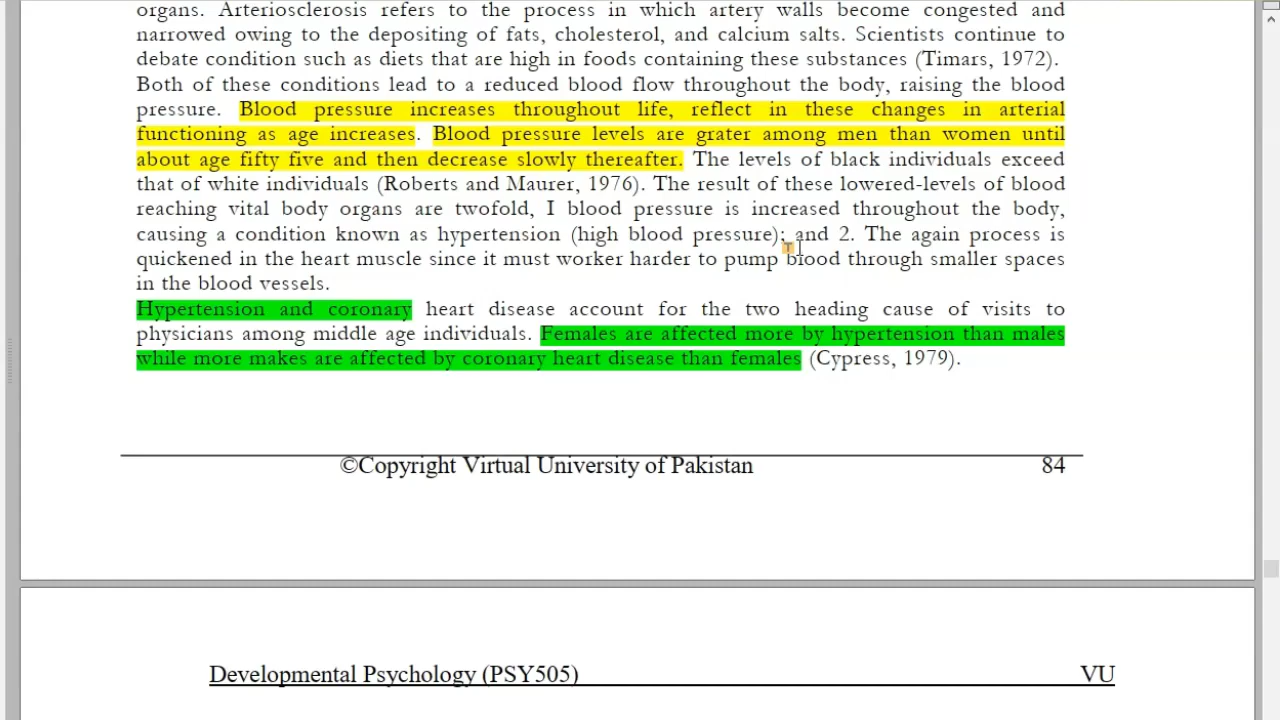 organs. Arteriosclerosis refers to the process in which artery walls become congested and
narrowed owing to the depositing of fats, cholesterol, and calcium salts. Scientists continue to
debate condition such as diets that are high in foods containing these substances (Timars, 1972).
Both of these conditions lead to a reduced blood flow throughout the body, raising the blood
pressure. Blood pressure increases throughout life, reflect in these changes in arterial
functioning as age increases. Blood pressure levels are grater among men than women until
about age fifty five and then decrease slowly thereafter. The levels of black individuals exceed
that of white individuals (Roberts and Maurer, 1976). The result of these lowered-levels of blood
reaching vital body organs are twofold, I blood pressure is increased throughout the body,
causing a condition known as hypertension (high blood pressure); and 2. The again process is
quickened in the heart muscle since it must worker harder to pump blood through smaller spaces
in the blood vessels.
Hypertension and coronary heart disease account for the two heading cause of visits to
physicians among middle age individuals. Females are affected more by hypertension than males
while more makes are affected by coronary heart disease than females (Cypress, 1979).
©Copyright Virtual University of Pakistan 84
Developmental Psychology (PSY505) VU